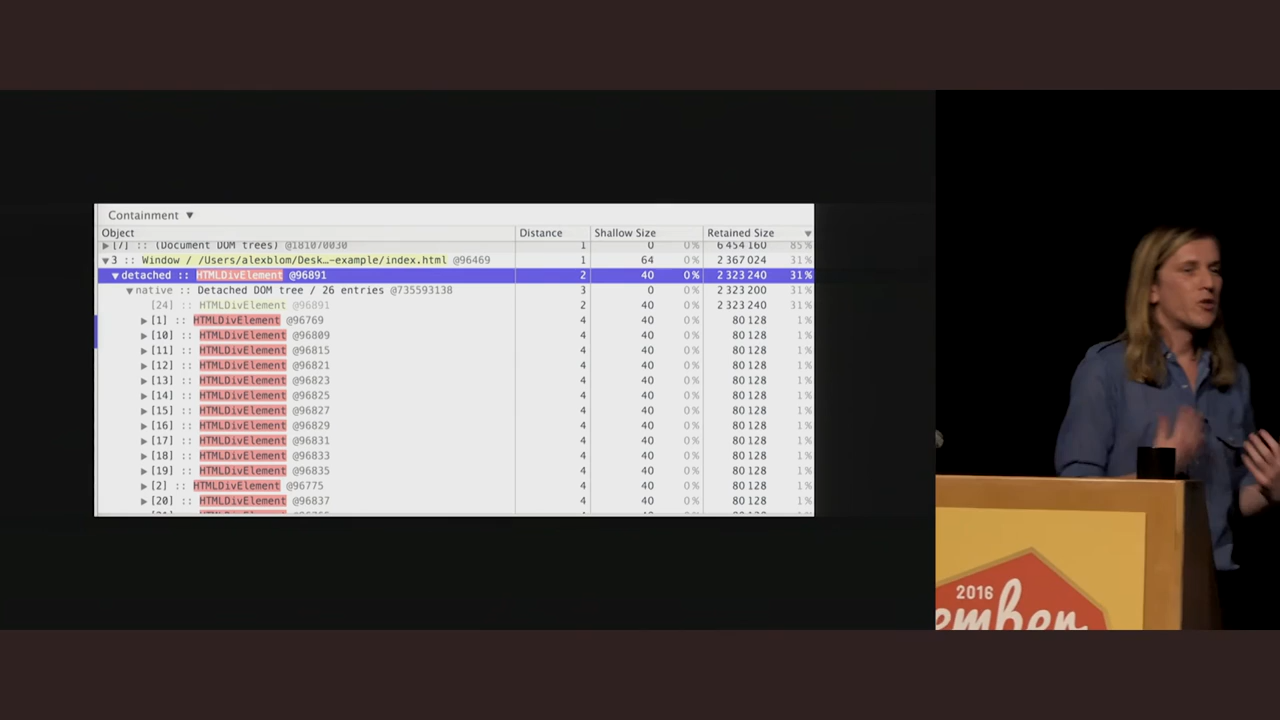 Containment ▼
Object Distance Shallow Size Retained Size ▼
▶[7] :: (Document DOM trees) @181070030 1 0 0% 6 454 160 85%
▼3 :: Window / /Users/alexblom/Desk…-example/index.html @96469 1 64 0% 2 367 024 31%
▼detached :: HTMLDivElement @96891 2 40 0% 2 323 240 31%
▼native :: Detached DOM tree / 26 entries @735593138 3 0 0% 2 323 200 31%
[24] :: HTMLDivElement @96891 2 40 0% 2 323 240 31%
▶[1] :: HTMLDivElement @96769 4 40 0% 80 128 1%
▶[10] :: HTMLDivElement @96809 4 40 0% 80 128 1%
▶[11] :: HTMLDivElement @96815 4 40 0% 80 128 1%
▶[12] :: HTMLDivElement @96821 4 40 0% 80 128 1%
▶[13] :: HTMLDivElement @96823 4 40 0% 80 128 1%
▶[14] :: HTMLDivElement @96825 4 40 0% 80 128 1%
▶[15] :: HTMLDivElement @96827 4 40 0% 80 128 1%
▶[16] :: HTMLDivElement @96829 4 40 0% 80 128 1%
▶[17] :: HTMLDivElement @96831 4 40 0% 80 128 1%
▶[18] :: HTMLDivElement @96833 4 40 0% 80 128 1%
▶[19] :: HTMLDivElement @96835 4 40 0% 80 128 1%
▶[2] :: HTMLDivElement @96775 4 40 0% 80 128 1%
▶[20] :: HTMLDivElement @96837 4 40 0% 80 128 1%
2016
ember